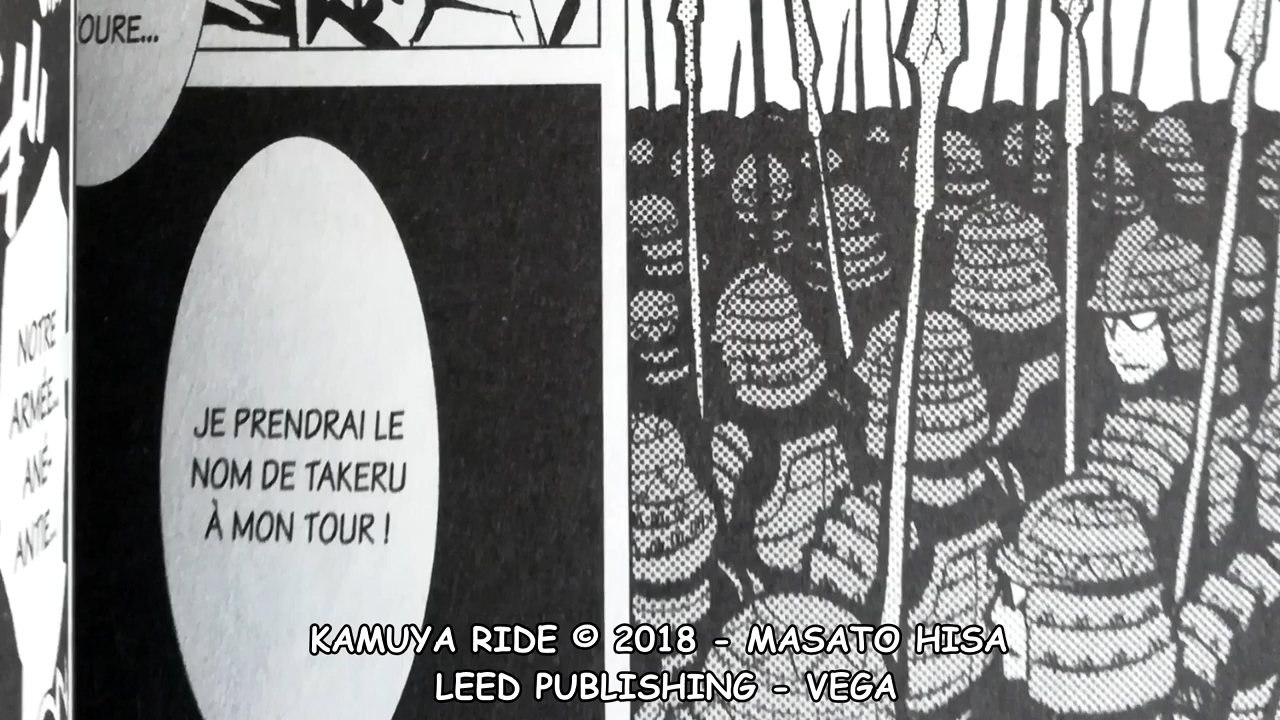 OURE...
NOTRE
ARMÉE...
ANÉ-
ANTIE...
JE PRENDRAI LE
NOM DE TAKERU
À MON TOUR !
KAMUYA RIDE © 2018 - MASATO HISA
LEED PUBLISHING - VEGA